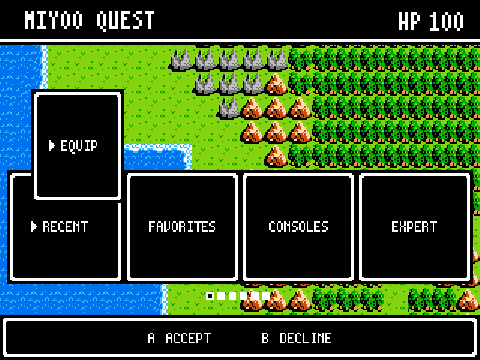 MIYOO QUEST
HP 100
EQUIP
RECENT
FAVORITES
CONSOLES
EXPERT
A ACCEPT B DECLINE